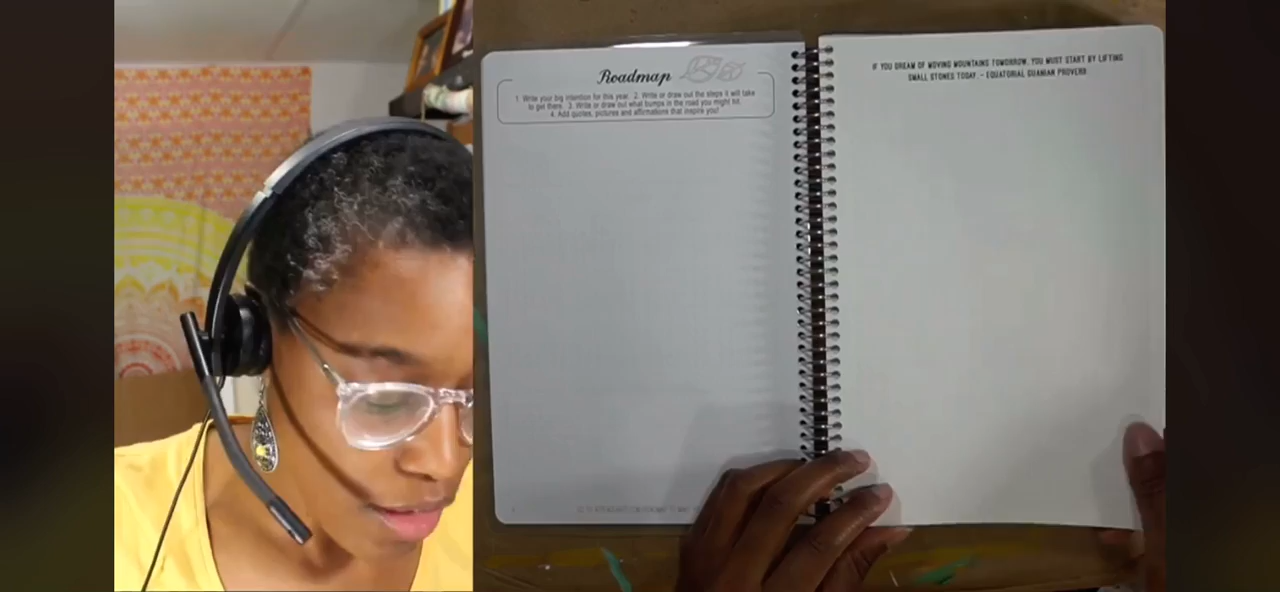 Roadmap
1. Write your big intention for this year. 2. Write or draw out the steps it will take
to get there. 3. Write or draw out what bumps in the road you might hit.
4. Add quotes, pictures and affirmations that inspire you!
IF YOU DREAM OF MOVING MOUNTAINS TOMORROW, YOU MUST START BY LIFTING
SMALL STONES TODAY. - EQUATORIAL GUANIAN PROVERB